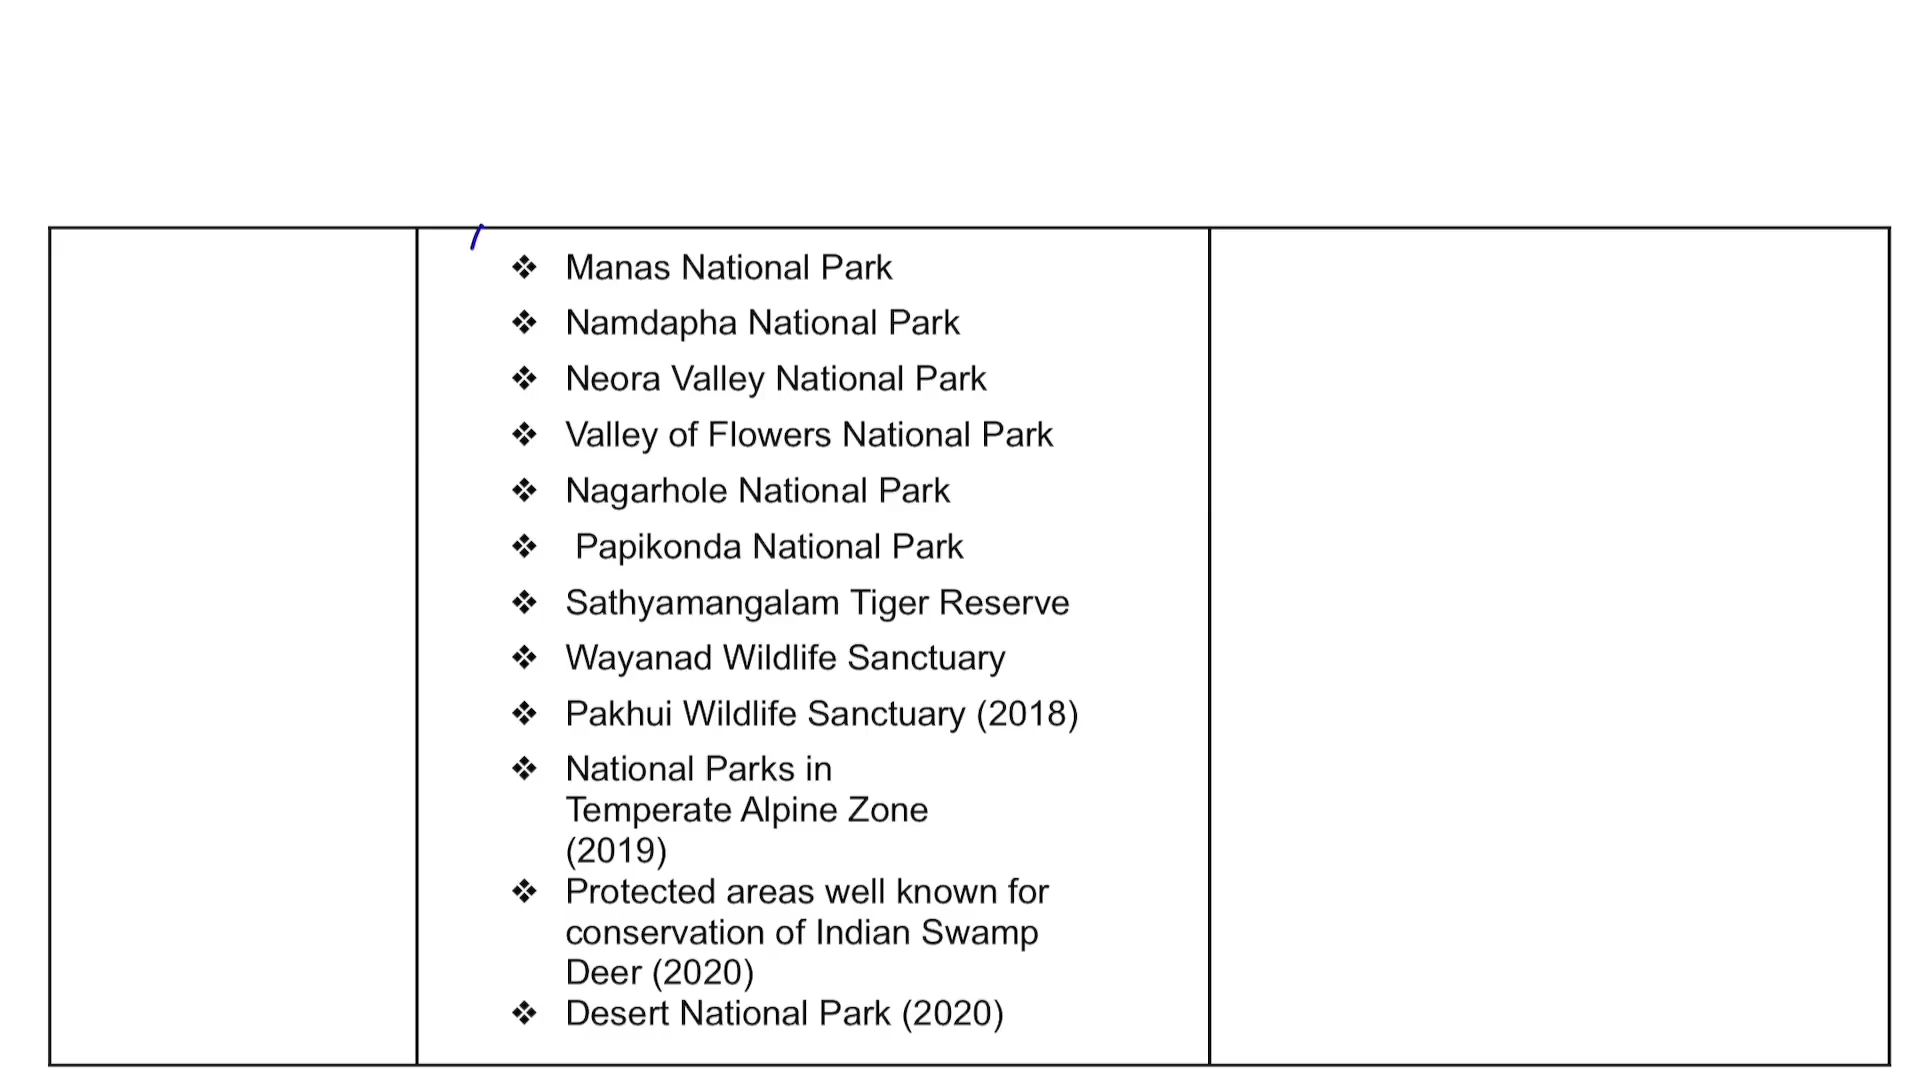 ❖ Manas National Park
❖ Namdapha National Park
❖ Neora Valley National Park
❖ Valley of Flowers National Park
❖ Nagarhole National Park
❖ Papikonda National Park
❖ Sathyamangalam Tiger Reserve
❖ Wayanad Wildlife Sanctuary
❖ Pakhui Wildlife Sanctuary (2018)
❖ National Parks in
Temperate Alpine Zone
(2019)
❖ Protected areas well known for
conservation of Indian Swamp
Deer (2020)
❖ Desert National Park (2020)